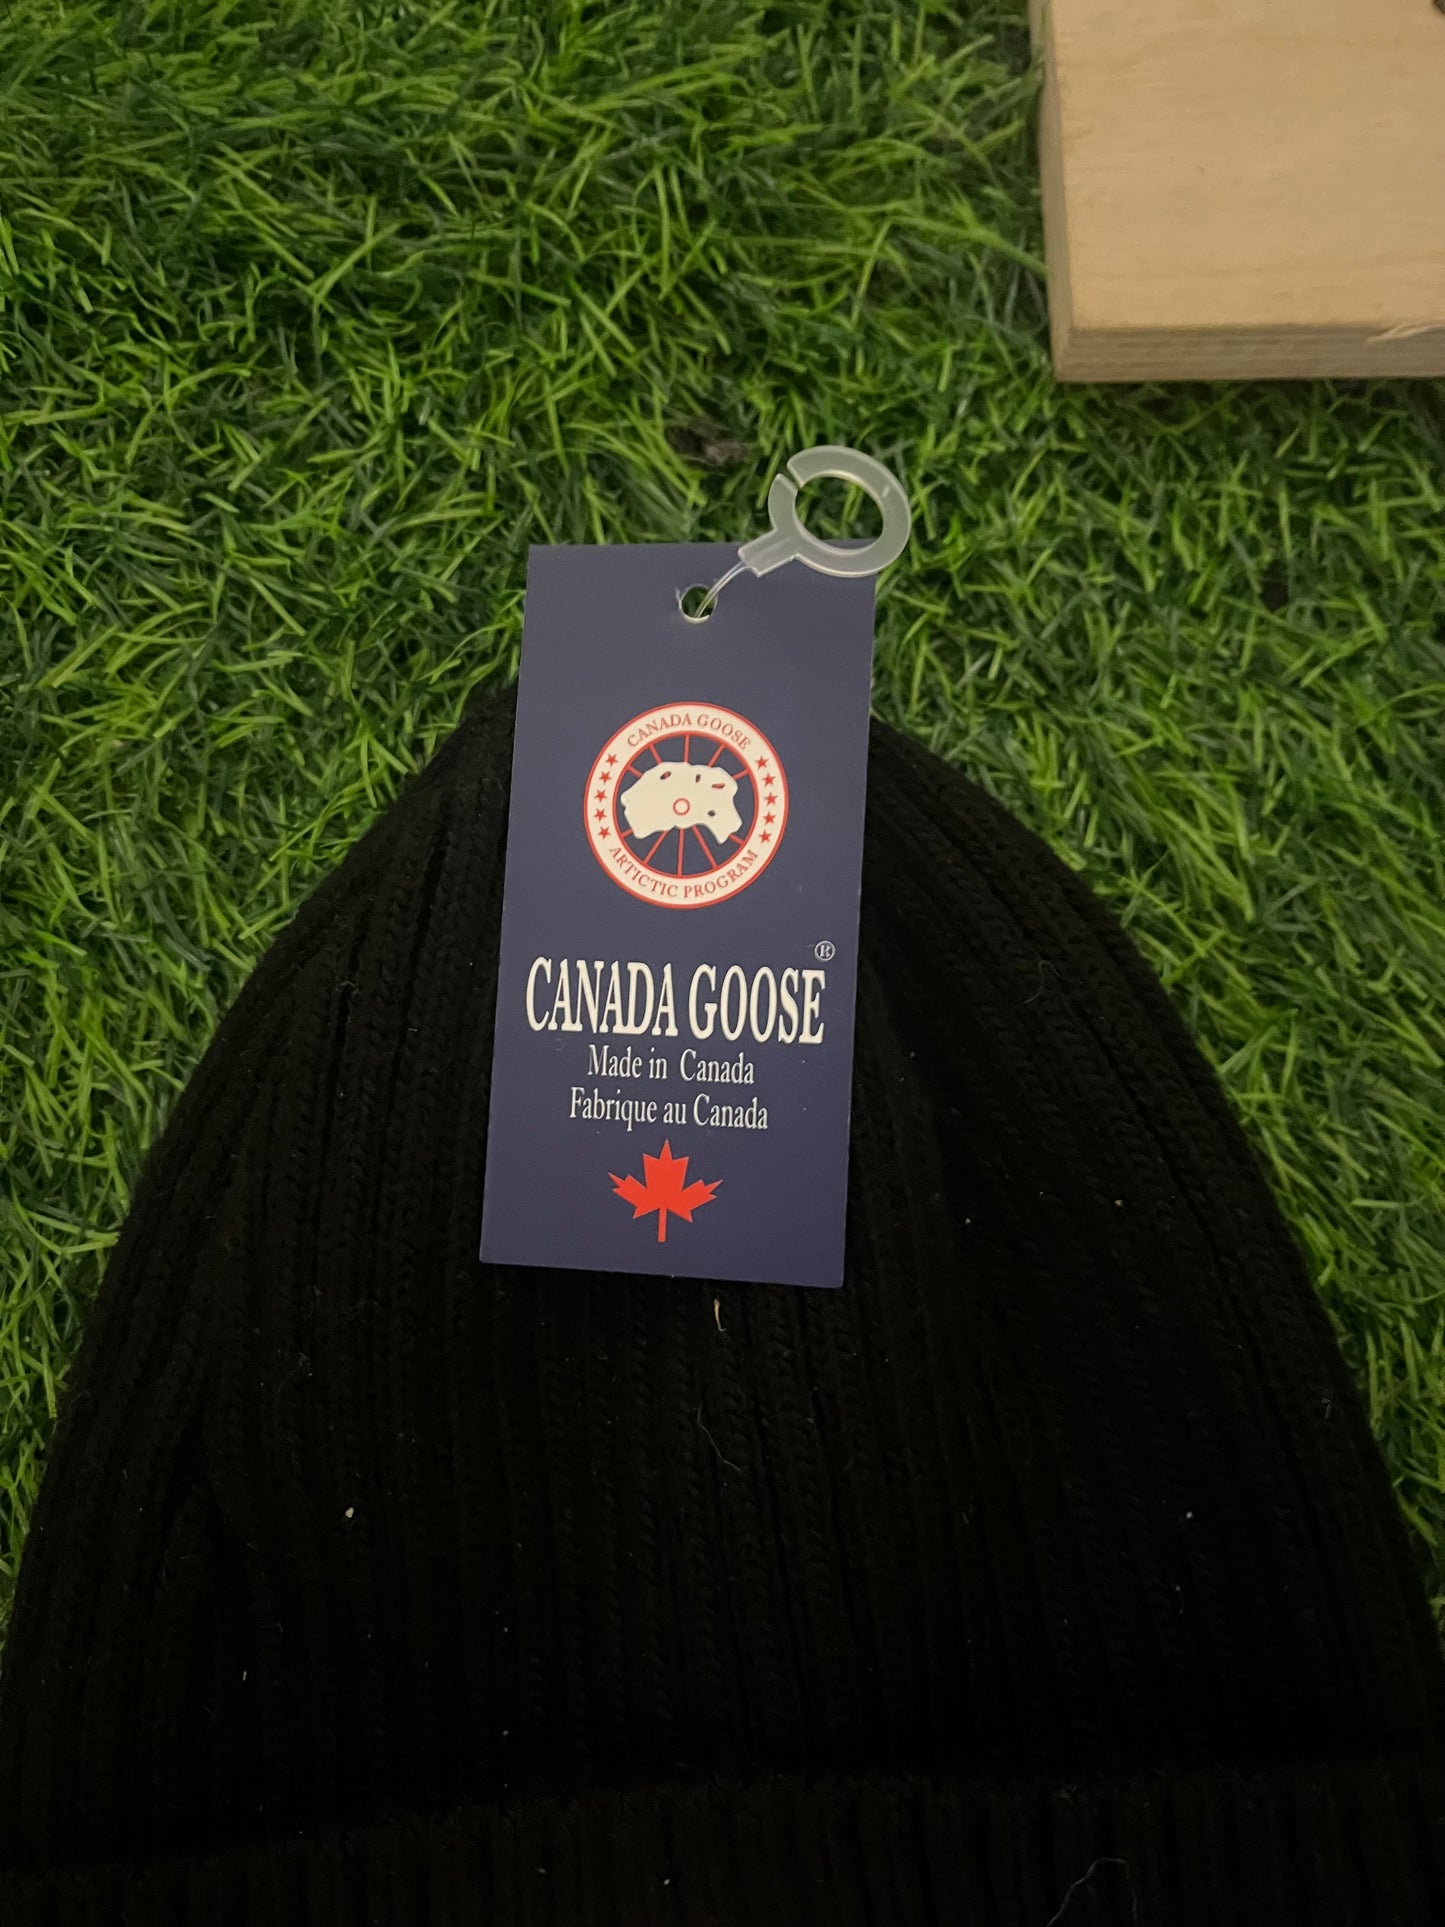 CANADA GOOSE
ARTICTIC PROGRAM
CANADA GOOSE®
Made in Canada
Fabrique au Canada